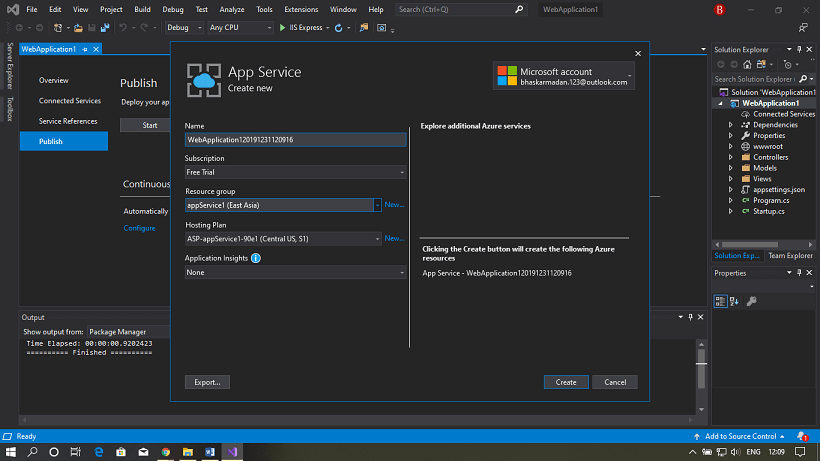 File Edit View Project Build Debug Test Analyze Tools Extensions Window Help Search (Ctrl+Q) WebApplication1 B
Debug Any CPU IIS Express
Server Explorer
Toolbox
WebApplication1
Overview
Connected Services
Service References
Publish
Publish
Deploy your ap
Start
Continuous
Automatically
Configure
App Service
Create new
Microsoft account
bhaskarmadan.123@outlook.com
Name
WebApplication120191231120916
Subscription
Free Trial
Resource group
appService1 (East Asia)
New...
Hosting Plan
ASP-appService1-90e1 (Central US, S1)
New...
Application Insights
None
Explore additional Azure services
Clicking the Create button will create the following Azure
resources
App Service - WebApplication120191231120916
Export...
Create
Cancel
Solution Explorer
Search Solution Explorer (
Solution 'WebApplication1
WebApplication1
Connected Services
Dependencies
Properties
wwwroot
Controllers
Models
Views
appsettings.json
Program.cs
Startup.cs
Solution Exp...
Team Explorer
Properties
Output
Show output from: Package Manager
Time Elapsed: 00:00:00.9202423
========== Finished ==========
Ready
Add to Source Control
1
ENG
12:09